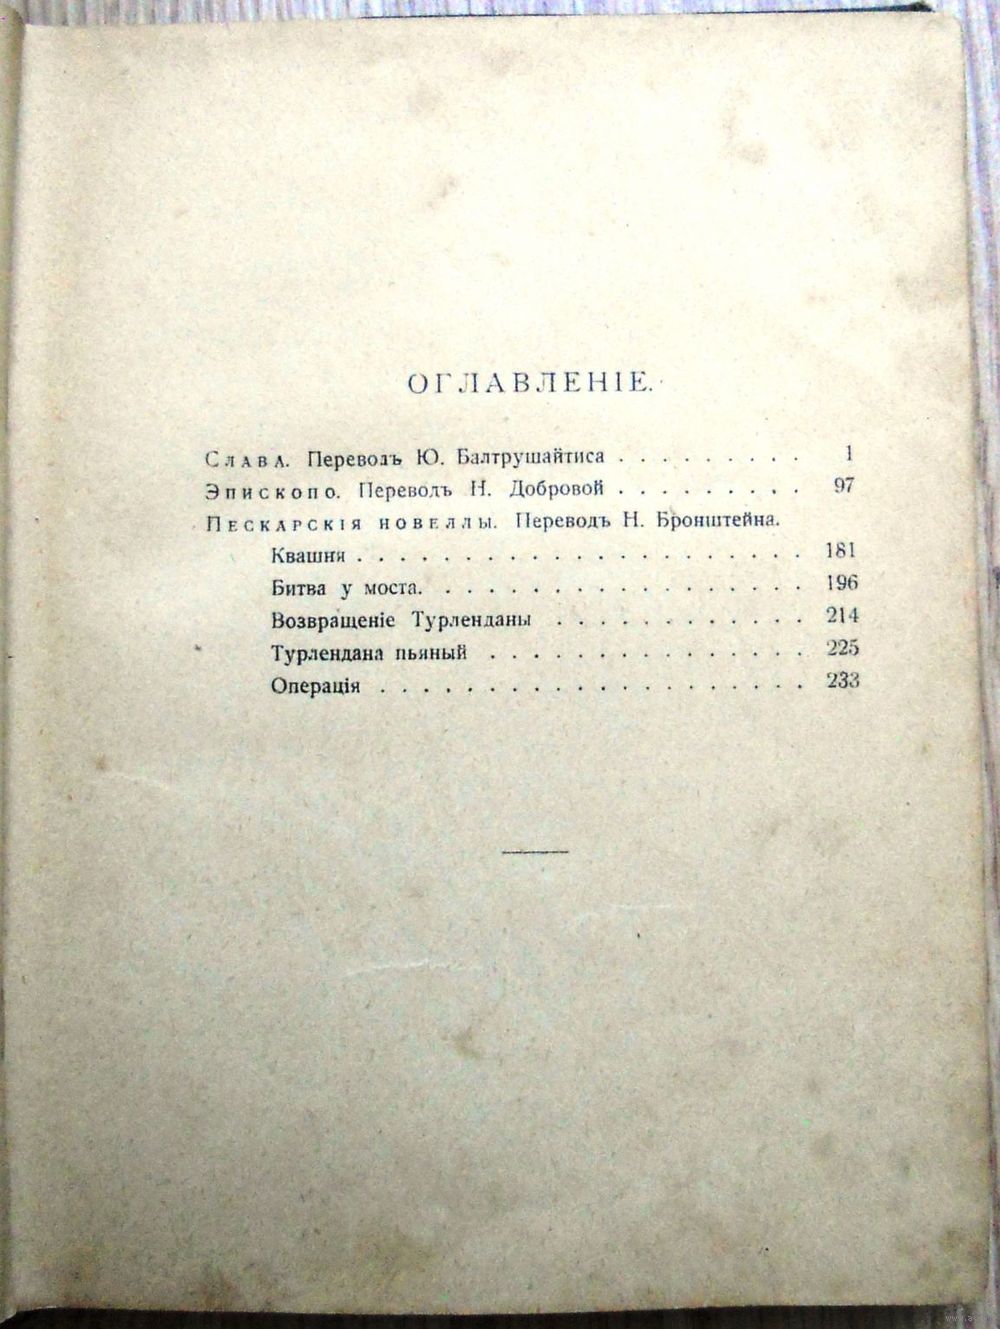 ОГЛАВЛЕНІЕ.
Слава. Переводъ Ю. Балтрушайтиса . . . . . . . . . 1
Эпископо. Переводъ Н. Добровой . . . . . . . . . 97
Пескарскія новеллы. Переводъ Н. Бронштейна.
Квашня . . . . . . . . . . . . . . . . . 181
Битва у моста. . . . . . . . . . . . . . . 196
Возвращеніе Турленданы . . . . . . . . . . 214
Турлендана пьяный . . . . . . . . . . . . 225
Операція . . . . . . . . . . . . . . . . 233